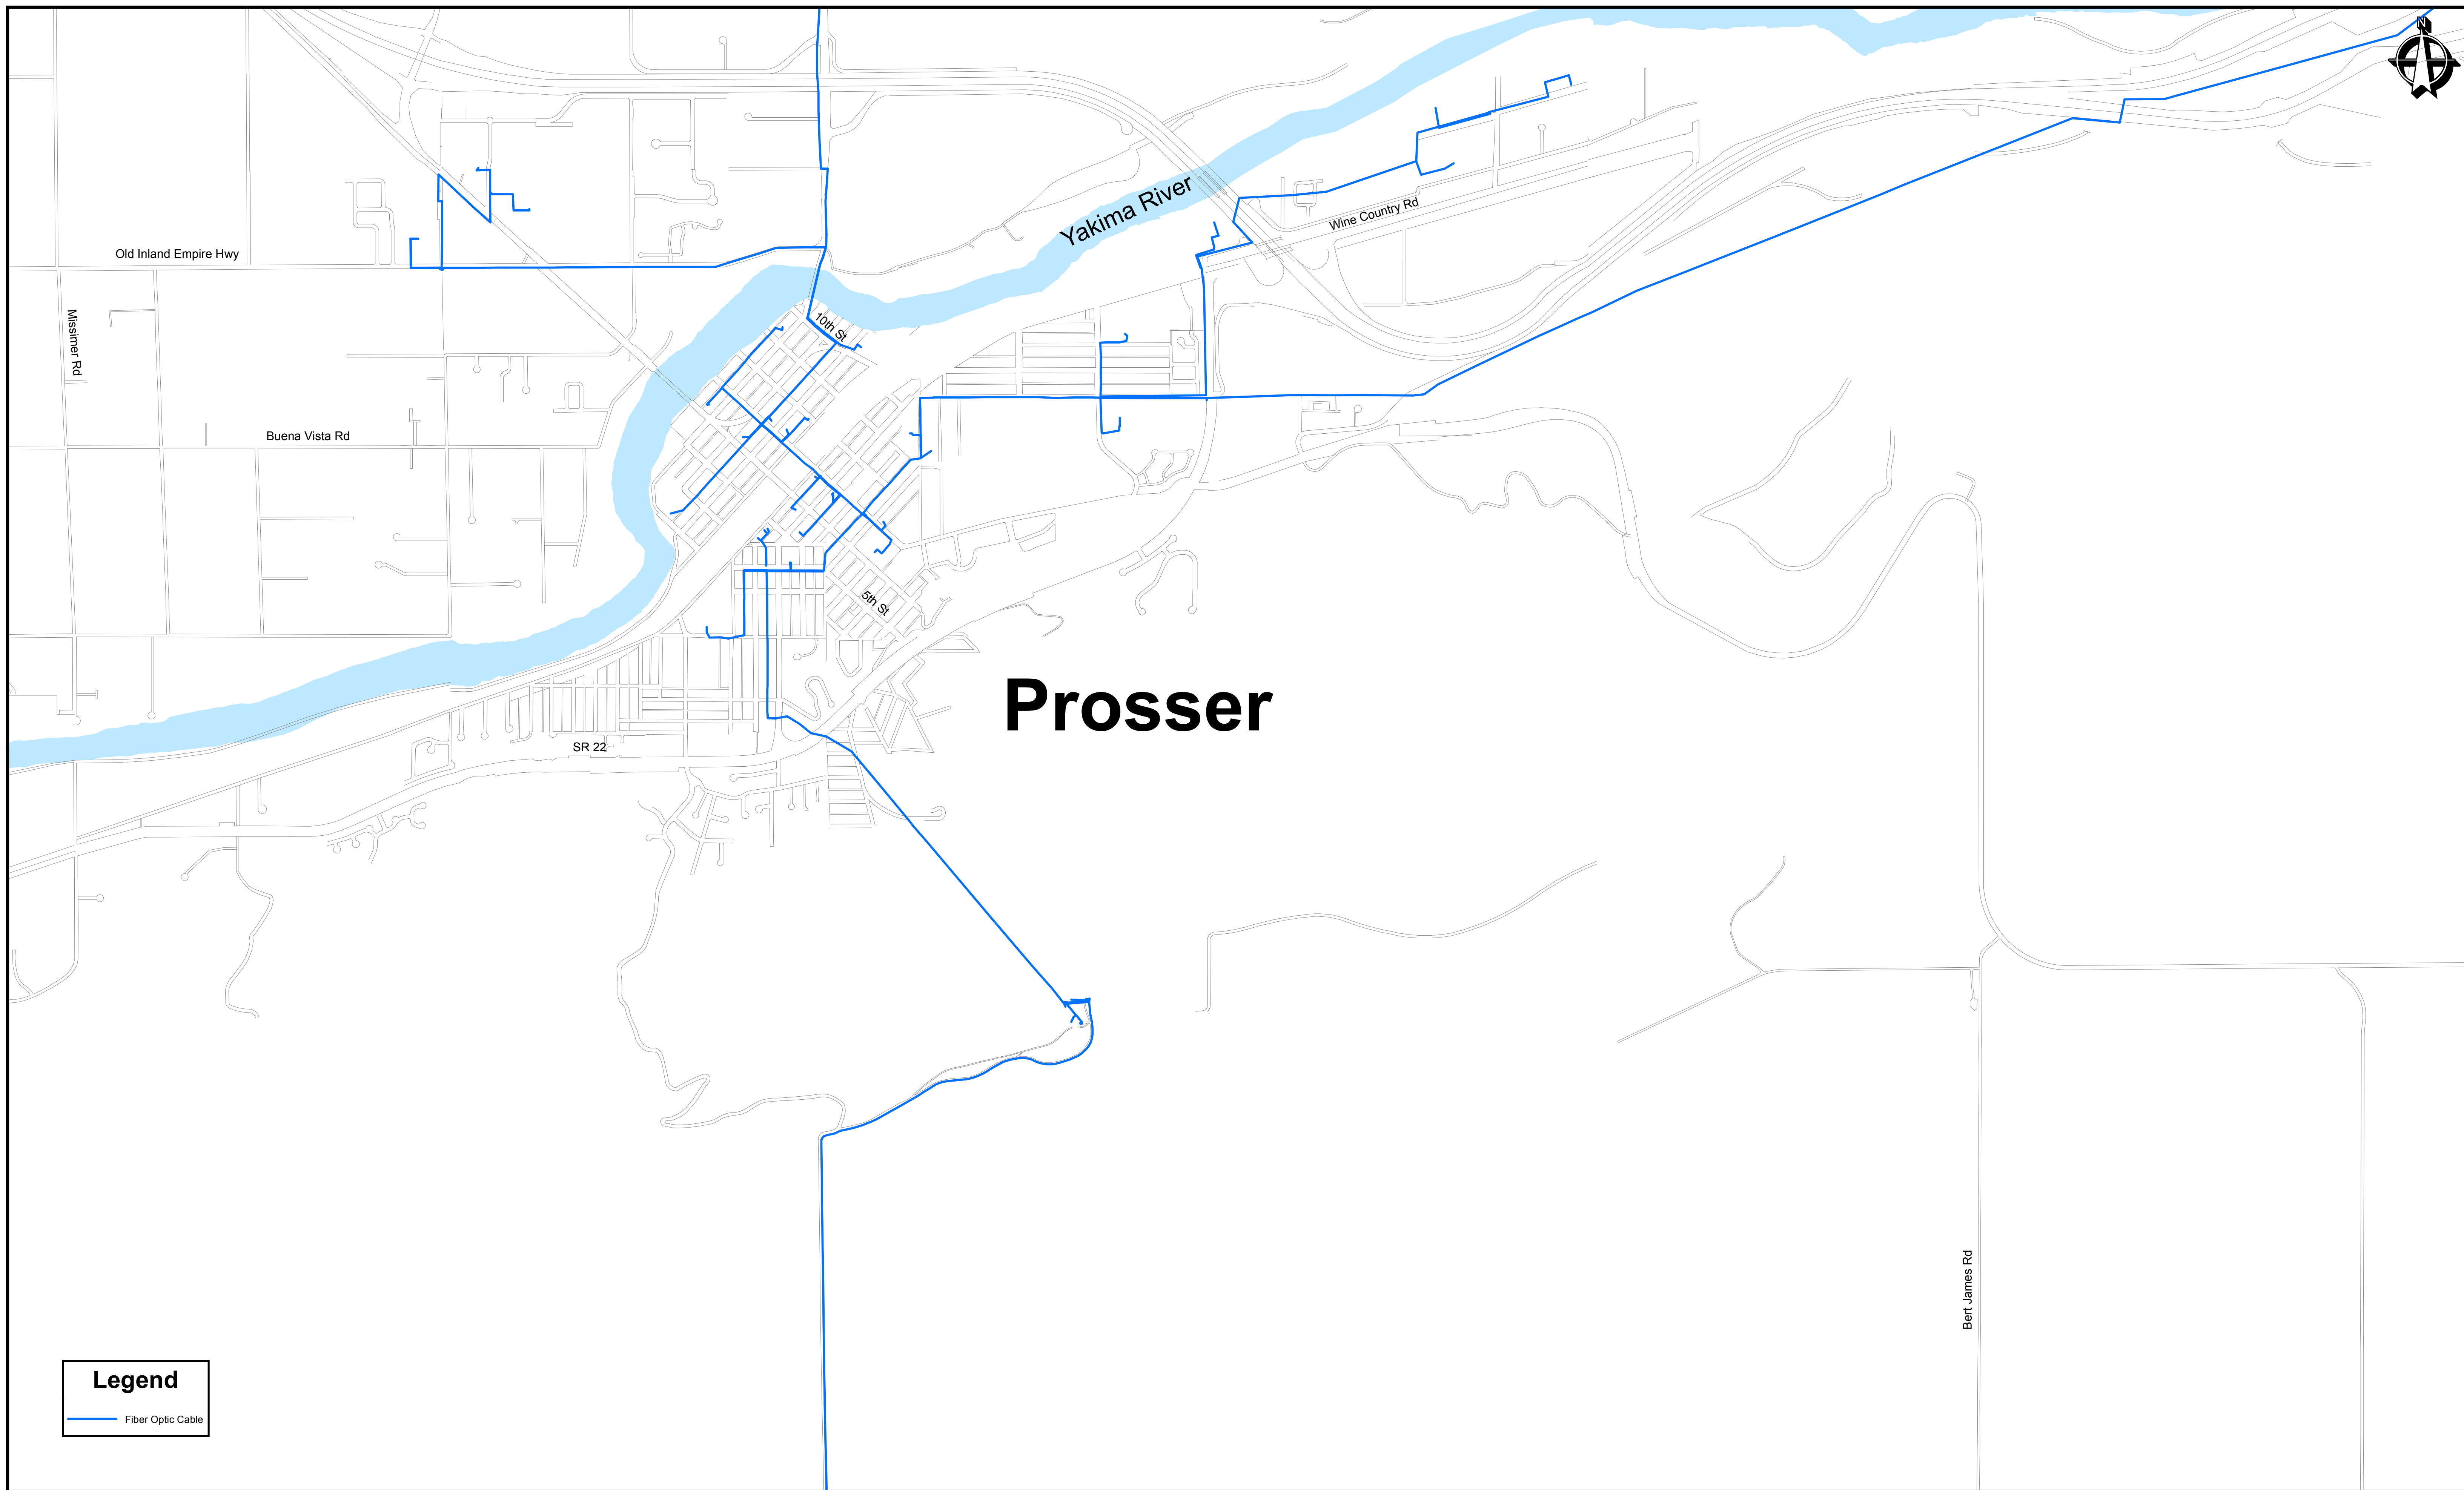 N
Yakima River
Wine Country Rd
Old Inland Empire Hwy
10th St
Missimer Rd
Buena Vista Rd
5th St
Prosser
SR 22
Bert James Rd
Legend
Fiber Optic Cable